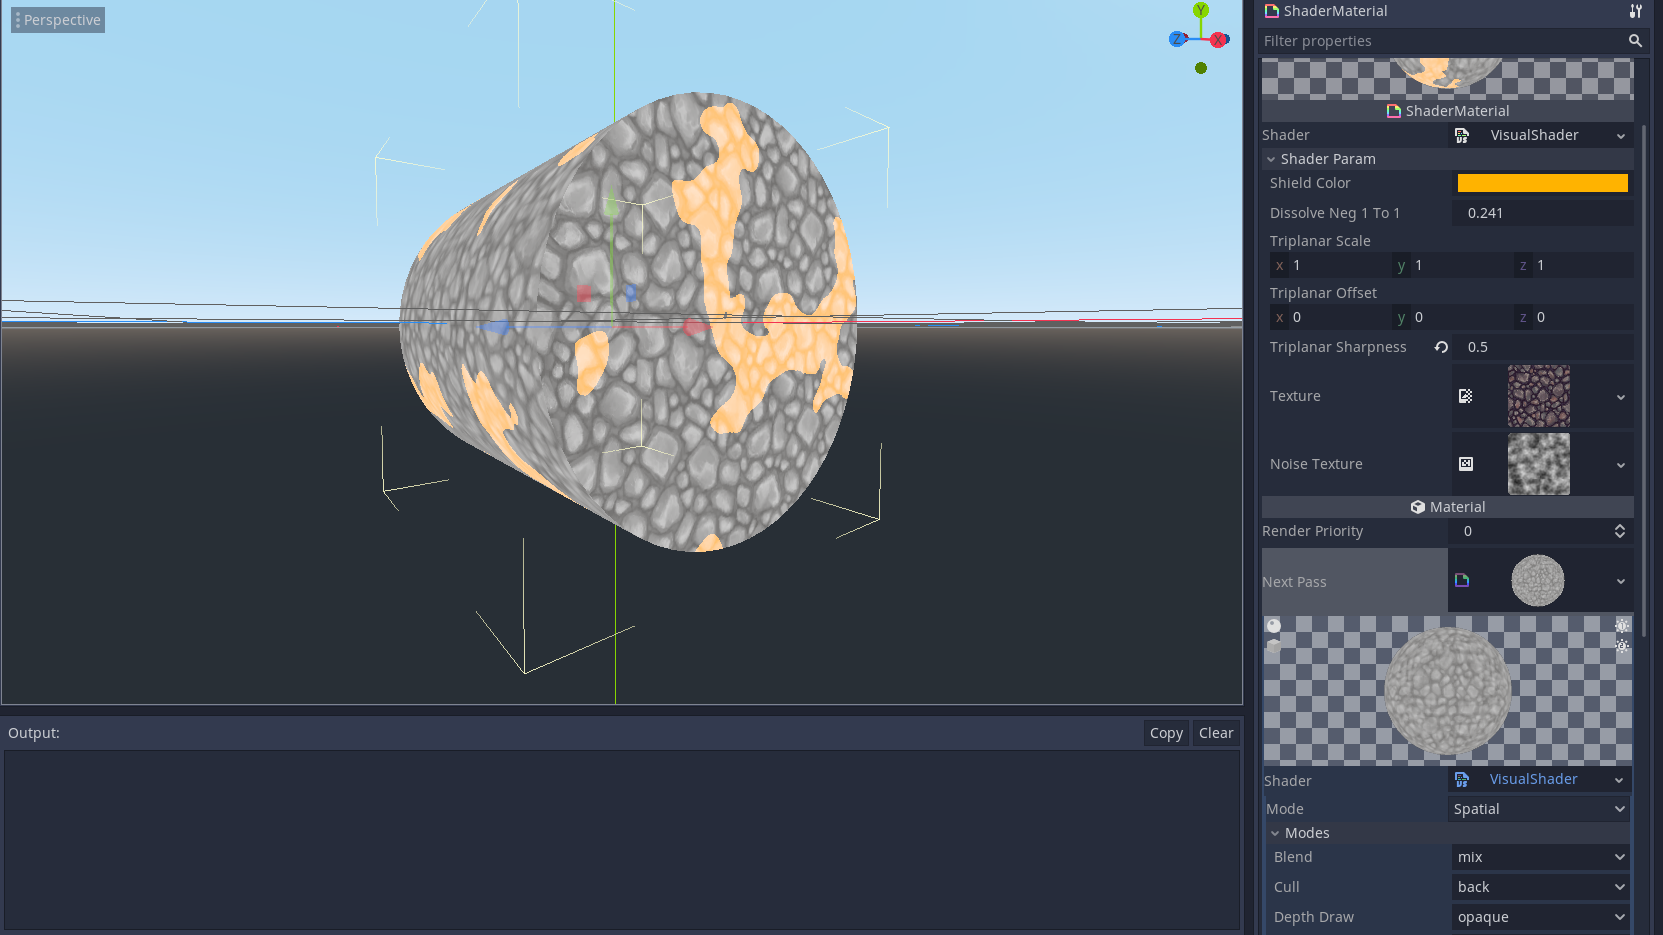 Perspective
Y
Z
X
Output:
Copy
Clear
ShaderMaterial
Filter properties
ShaderMaterial
Shader VisualShader
Shader Param
Shield Color
Dissolve Neg 1 To 1 0.241
Triplanar Scale
x 1 y 1 z 1
Triplanar Offset
x 0 y 0 z 0
Triplanar Sharpness 0.5
Texture
Noise Texture
Material
Render Priority 0
Next Pass
Shader VisualShader
Mode Spatial
Modes
Blend mix
Cull back
Depth Draw opaque